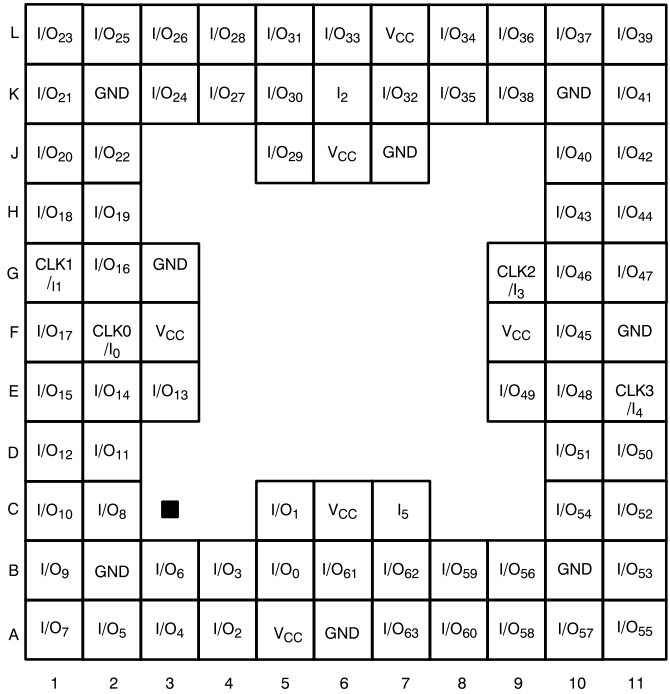 L I/O23 I/O25 I/O26 I/O28 I/O31 I/O33 VCC I/O34 I/O36 I/O37 I/O39
K I/O21 GND I/O24 I/O27 I/O30 I2 I/O32 I/O35 I/O38 GND I/O41
J I/O20 I/O22 I/O29 VCC GND I/O40 I/O42
H I/O18 I/O19 I/O43 I/O44
G CLK1 /I1 I/O16 GND CLK2 /I3 I/O46 I/O47
F I/O17 CLK0 /I0 VCC VCC I/O45 GND
E I/O15 I/O14 I/O13 I/O49 I/O48 CLK3 /I4
D I/O12 I/O11 I/O51 I/O50
C I/O10 I/O8 I/O1 VCC I5 I/O54 I/O52
B I/O9 GND I/O6 I/O3 I/O0 I/O61 I/O62 I/O59 I/O56 GND I/O53
A I/O7 I/O5 I/O4 I/O2 VCC GND I/O63 I/O60 I/O58 I/O57 I/O55
1 2 3 4 5 6 7 8 9 10 11